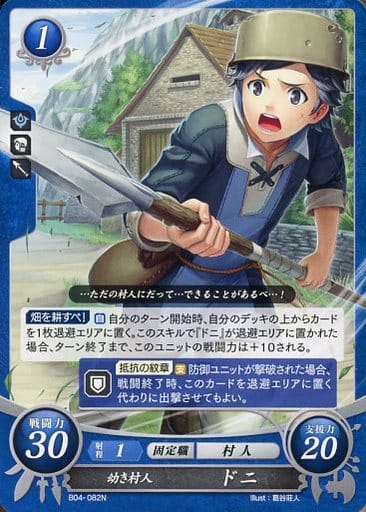 1
…ただの村人にだって…できることがあるべ…!
畑を耕すべ! 自 自分のターン開始時、自分のデッキの上からカード
を1枚退避エリアに置く。このスキルで『ドニ』が退避エリアに置かれた
場合、ターン終了まで、このユニットの戦闘力は+10される。
抵抗の紋章 支 防御ユニットが撃破された場合、
戦闘終了時、このカードを退避エリアに置く
代わりに出撃させてもよい。
戦闘力
30
射程 1 固定職 村人
支援力
20
幼き村人 ドニ
B04-082N
Illust:葛谷荘人